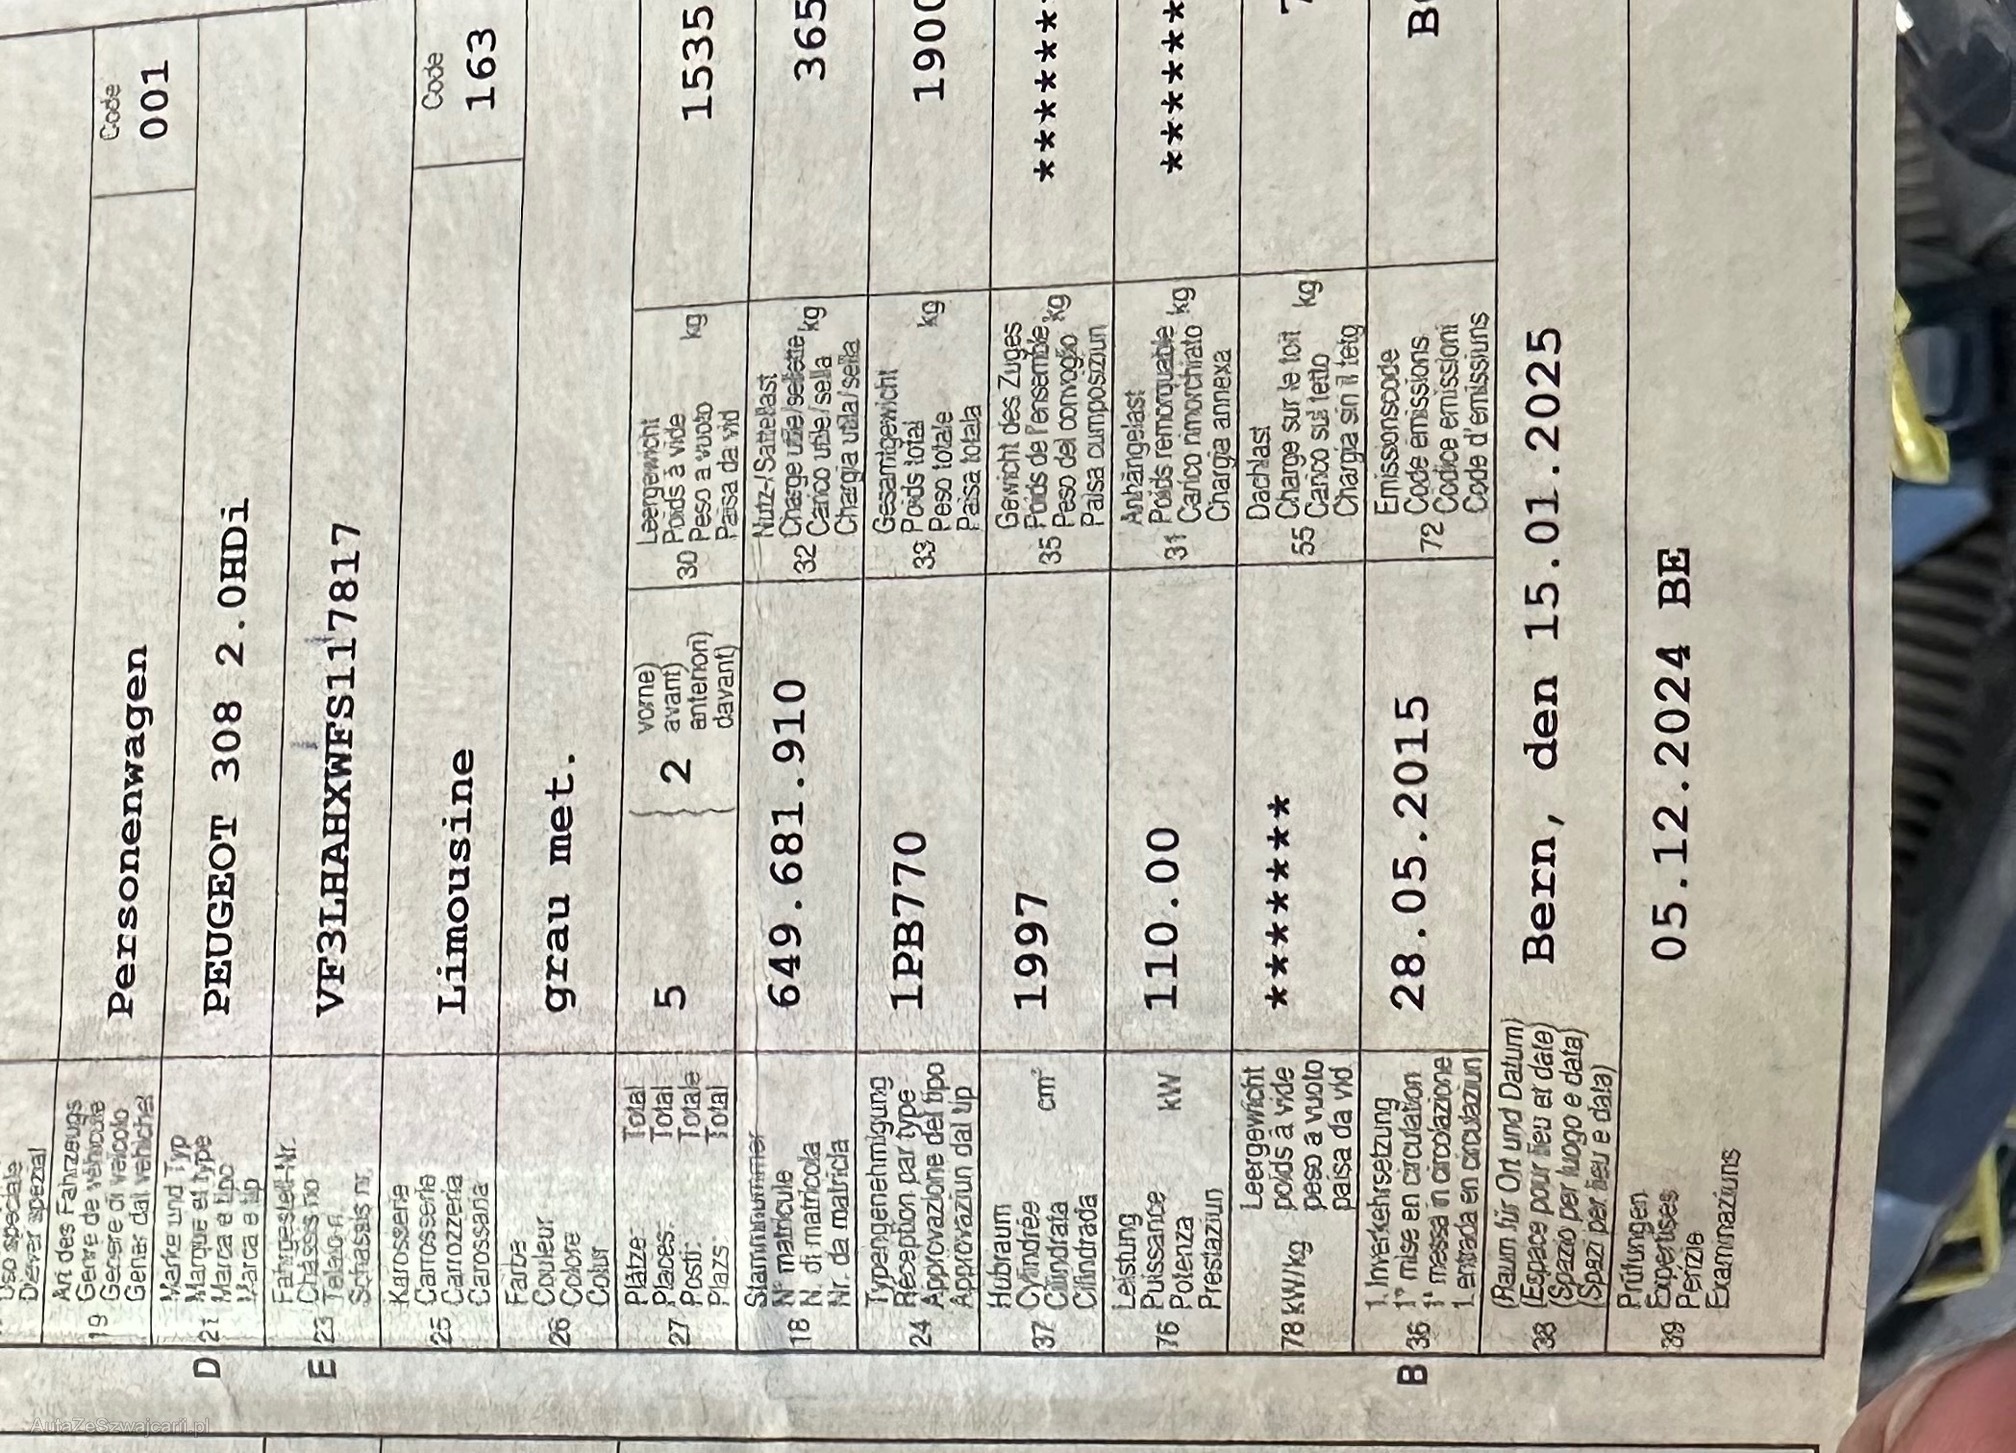 Uso speciale
Diever spezial
Art des Fahrzeugs
19 Genre de véhicule
Genere di veicolo
Gener dal vehichel
Personenwagen
Code
001
D 21 Marke und Typ
Marque et type
Marca e tipo
Marca e tip
PEUGEOT 308 2.0HDi
E 23 Fahrgestell-Nr.
Châssis no
Telaio n.
Schassis nr.
VF3LHAHXWFS117817
Karosserie
25 Carrosserie
Carrozzeria
Carossaria
Limousine
Code
163
Farbe
26 Couleur
Colore
Colur
grau met.
Plätze: Total
27 Places: Total
Posti: Totale
Plazs: Total
5
2
vorne)
avant)
anteriori)
davant)
Leergewicht
30 Poids à vide
Peso a vuoto kg
Paisa da vid
1535
Stammnummer
18 N° matricule
N. di matricola
Nr. da matricla
649.681.910
Nutz-/Sattellast
32 Charge utile/sellette
Carico utile/sella kg
Chargia utila/sella
365
Typengenehmigung
24 Réception par type
Approvazione del tipo
Approvaziun dal tip
1PB770
Gesamtgewicht
33 Poids total
Peso totale kg
Paisa totala
1900
Hubraum
37 Cylindrée cm³
Cilindrata
Cilindrada
1997
Gewicht des Zuges
35 Poids de l'ensemble
Peso del convoglio kg
Paisa cumposiziun
*******
Leistung
76 Puissance kW
Potenza
Prestaziun
110.00
Anhängelast
31 Poids remorquable
Carico rimorchiato kg
Chargia annexa
*******
78 kW/kg Leergewicht
poids à vide
peso a vuoto
paisa da vid
*******
Dachlast
55 Charge sur le toit kg
Carico sul tetto
Chargia sin il tetg
B 36 1. Inverkehrsetzung
1re mise en circulation
1a messa in circolazione
1. entrada en circulaziun
28.05.2015
Emissionscode
72 Code émissions
Codice emissioni
Code d'emissiuns
38 (Raum für Ort und Datum)
(Espace pour lieu et date)
(Spazio per luogo e data)
(Spazi per lieu e data)
Bern, den 15.01.2025
Prüfungen
39 Expertises
Perizie
Examinaziuns
05.12.2024 BE
AutaZeSzwajcarii.pl